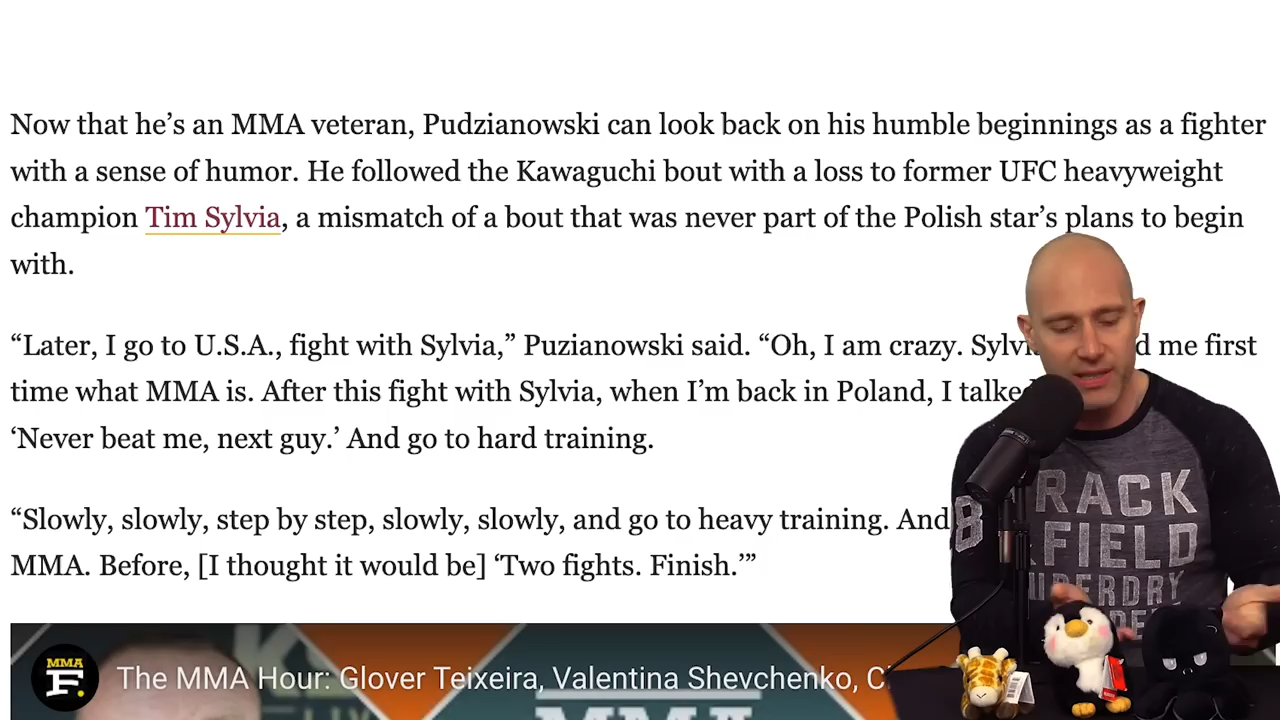 Now that he’s an MMA veteran, Pudzianowski can look back on his humble beginnings as a fighter
with a sense of humor. He followed the Kawaguchi bout with a loss to former UFC heavyweight
champion Tim Sylvia, a mismatch of a bout that was never part of the Polish star’s plans to begin
with.
“Later, I go to U.S.A., fight with Sylvia,” Puzianowski said. “Oh, I am crazy. me first
time what MMA is. After this fight with Sylvia, when I’m back in Poland, I
‘Never beat me, next guy.’ And go to hard training.
“Slowly, slowly, step by step, slowly, slowly, and go to heavy training. And
MMA. Before, [I thought it would be] ‘Two fights. Finish.’”
RACK
FIELD
MMA
F.
The MMA Hour: Glover Teixeira, Valentina Shevchenko,
MMA